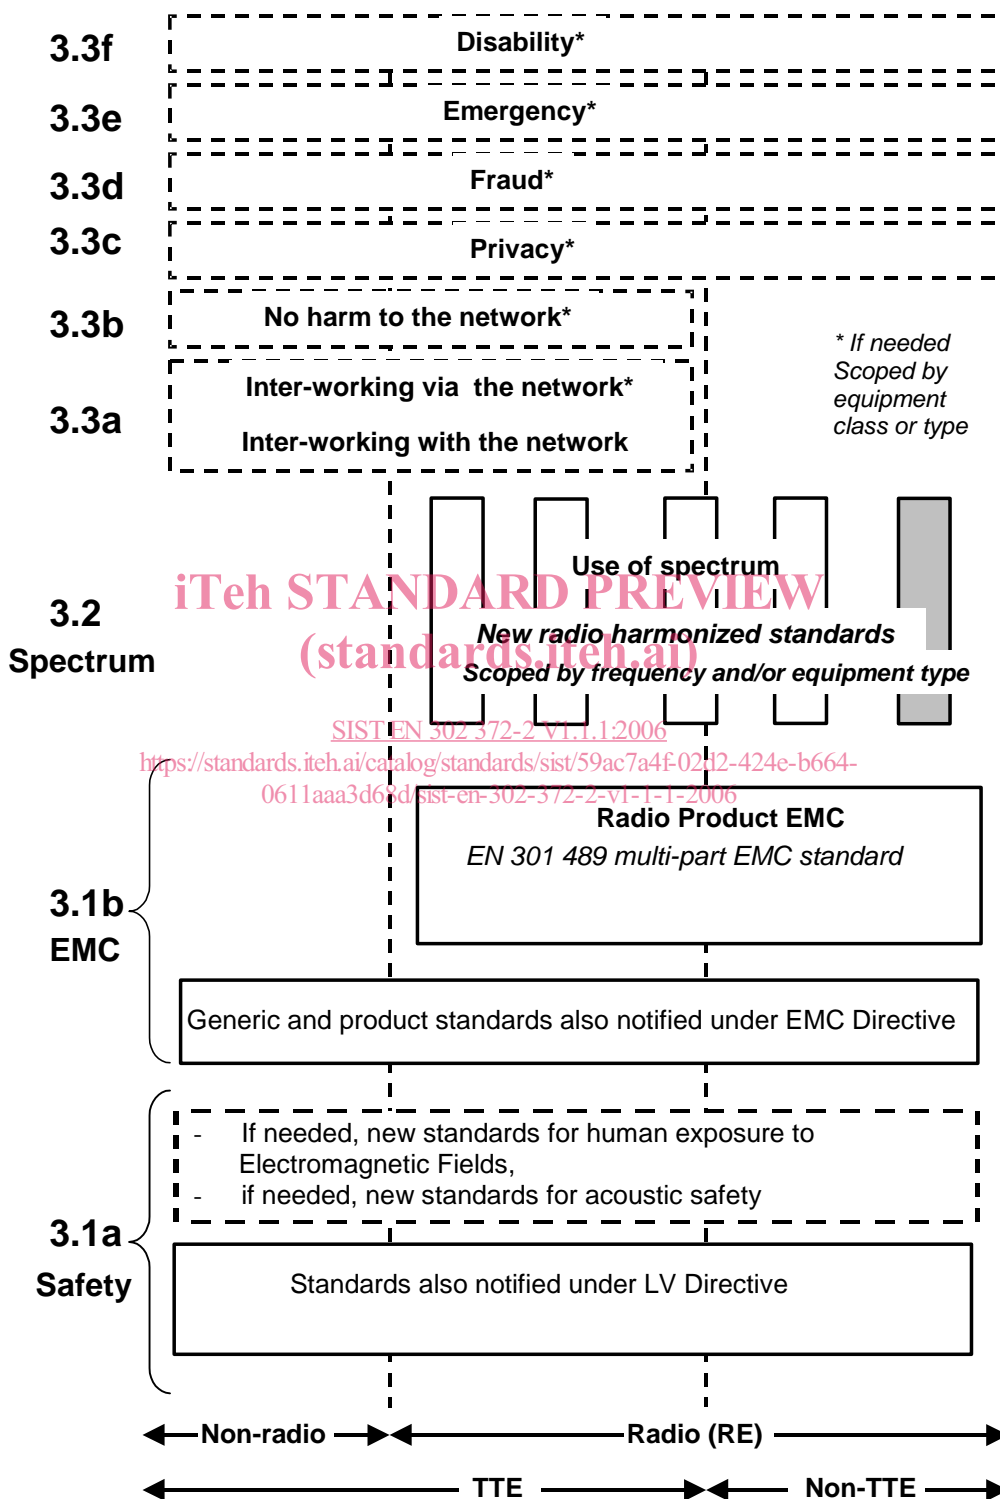 3.3f
Disability*
3.3e
Emergency*
3.3d
Fraud*
3.3c
Privacy*
3.3b
No harm to the network*
3.3a
Inter-working via the network*
Inter-working with the network
* If needed
Scoped by
equipment
class or type
3.2
Spectrum
Use of spectrum
iTeh STANDARD PREVIEW
New radio harmonized standards
(standards.iteh.ai)
Scoped by frequency and/or equipment type
SIST EN 302 372-2 V1.1.1:2006
https://standards.iteh.ai/catalog/standards/sist/59ac7a4f-02d2-424e-b664-
0611aaa3d68d/sist-en-302-372-2-v1-1-1-2006
3.1b
EMC
Radio Product EMC
EN 301 489 multi-part EMC standard
Generic and product standards also notified under EMC Directive
3.1a
Safety
- If needed, new standards for human exposure to
Electromagnetic Fields,
- if needed, new standards for acoustic safety
Standards also notified under LV Directive
Non-radio
Radio (RE)
TTE
Non-TTE